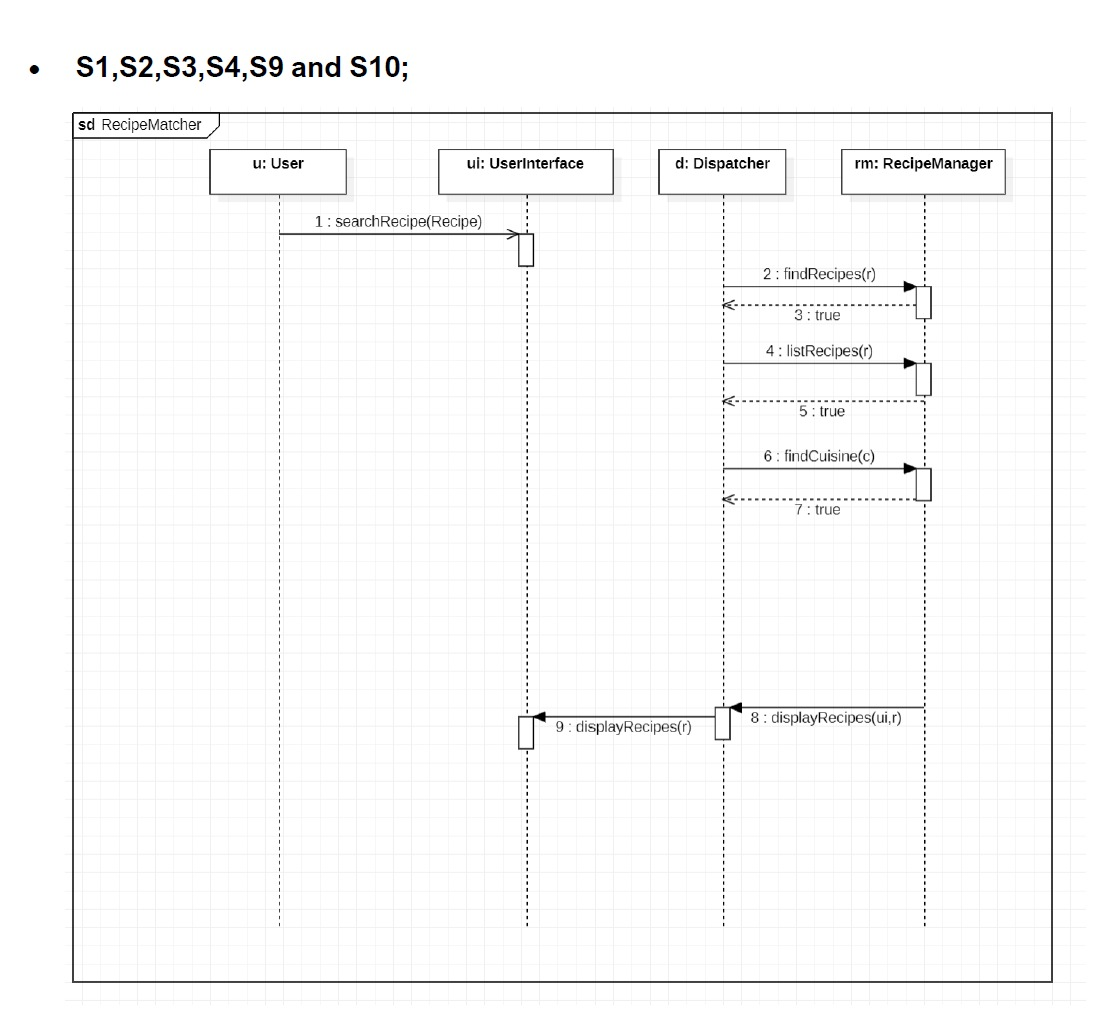 S1,S2,S3,S4,S9 and S10;
sd RecipeMatcher
u: User
ui: UserInterface
d: Dispatcher
rm: RecipeManager
1 : searchRecipe(Recipe)
2 : findRecipes(r)
3 : true
4 : listRecipes(r)
5 : true
6 : findCuisine(c)
7 : true
8 : displayRecipes(ui,r)
9 : displayRecipes(r)